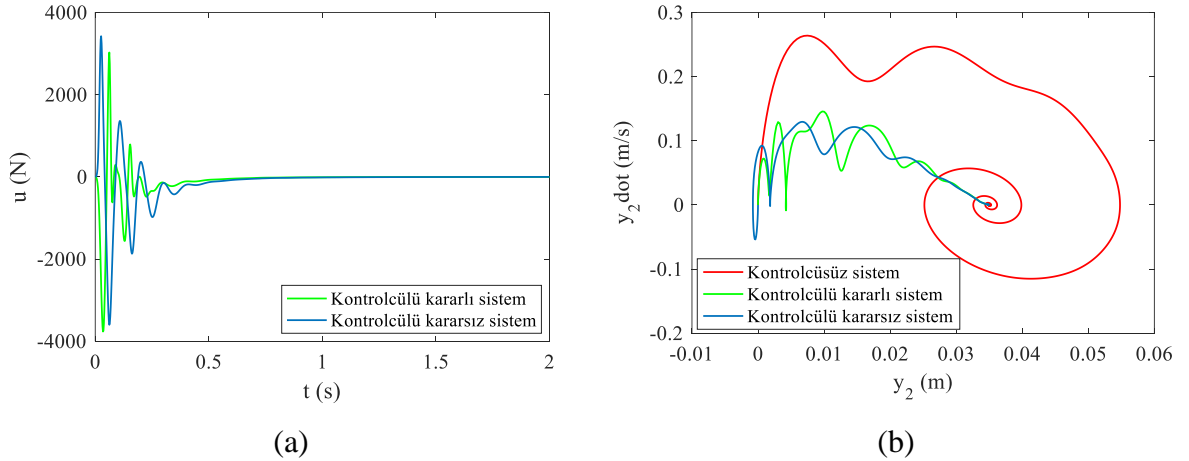 4000
2000
0
-2000
-4000
u (N)
Kontrolcülü kararlı sistem
Kontrolcülü kararsız sistem
0
0.5
1
1.5
2
t (s)
(a)
0.3
0.2
0.1
0
-0.1
-0.2
y2dot (m/s)
Kontrolcüsüz sistem
Kontrolcülü kararlı sistem
Kontrolcülü kararsız sistem
-0.01
0
0.01
0.02
0.03
0.04
0.05
0.06
y2 (m)
(b)